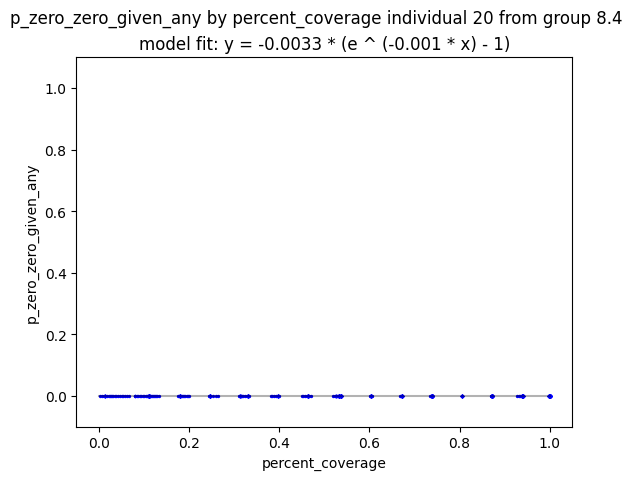 p_zero_zero_given_any by percent_coverage individual 20 from group 8.4
model fit: y = -0.0033 * (e ^ (-0.001 * x) - 1)
p_zero_zero_given_any
1.0
0.8
0.6
0.4
0.2
0.0
0.0 0.2 0.4 0.6 0.8 1.0
percent_coverage